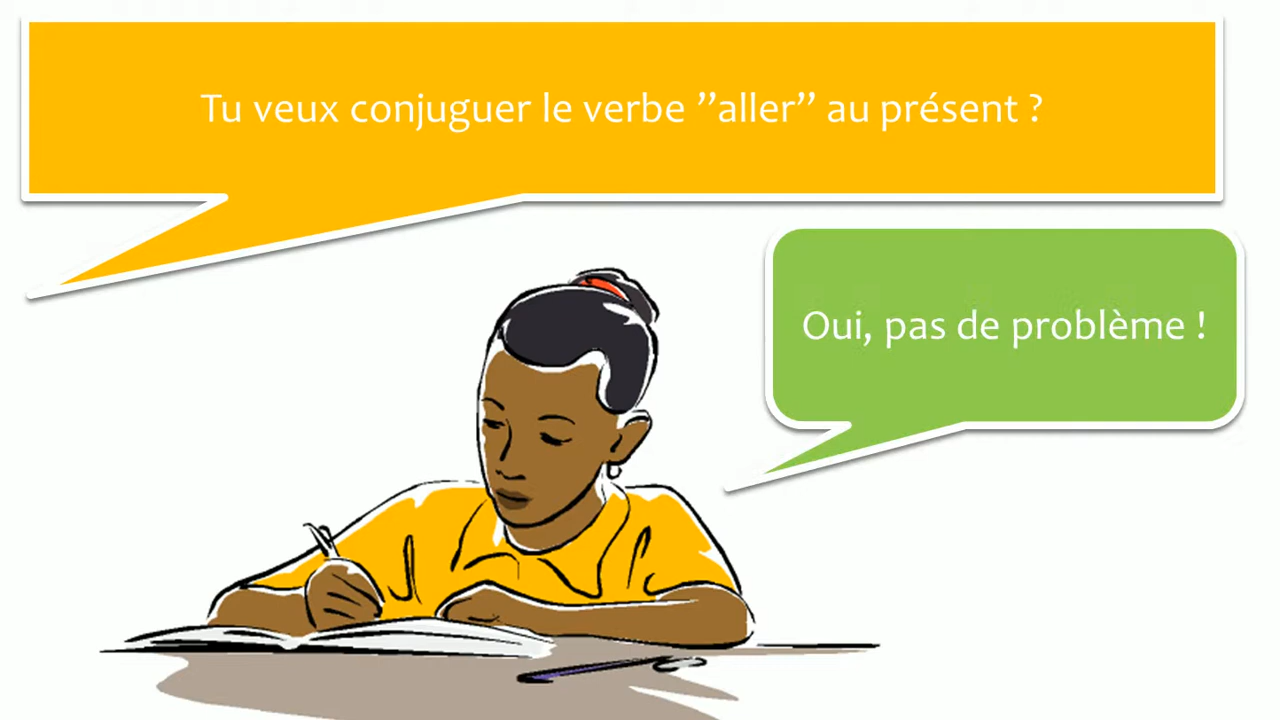 Tu veux conjuguer le verbe ”aller” au présent ?
Oui, pas de problème !